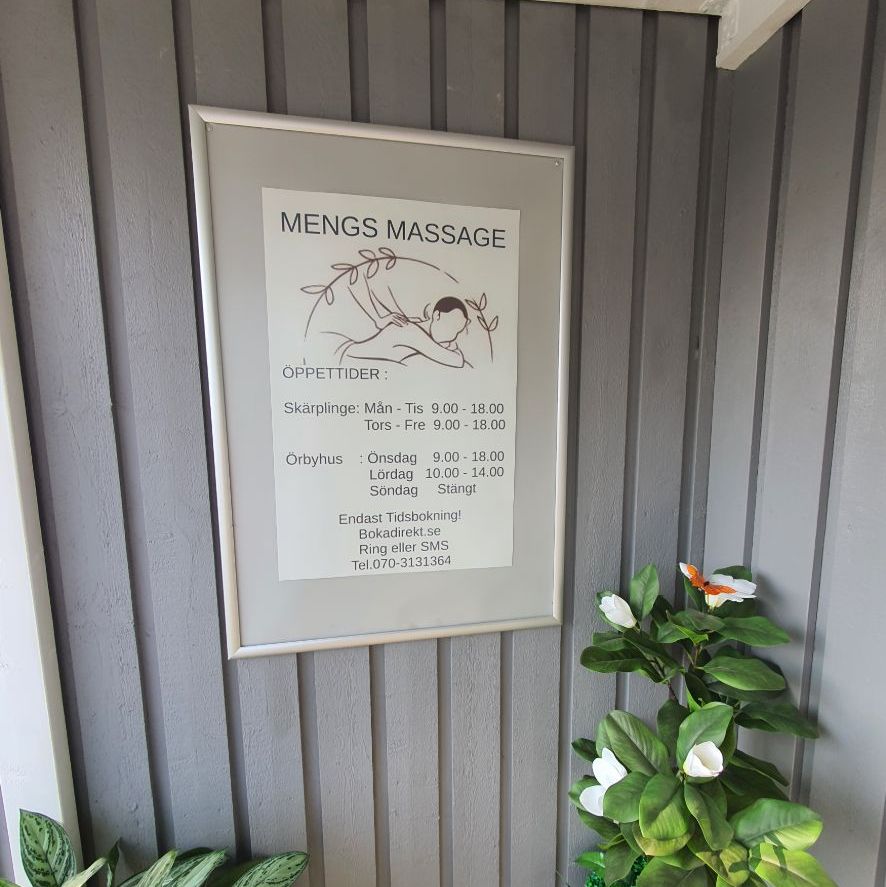 MENGS MASSAGE
ÖPPETTIDER :
Skärplinge: Mån - Tis 9.00 - 18.00
Tors - Fre 9.00 - 18.00
Örbyhus : Önsdag 9.00 - 18.00
Lördag 10.00 - 14.00
Söndag Stängt
Endast Tidsbokning!
Bokadirekt.se
Ring eller SMS
Tel.070-3131364